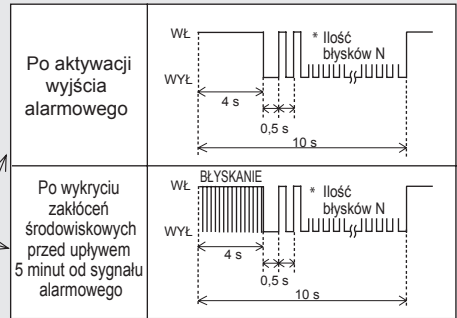 Po aktywacji
wyjścia
alarmowego
WŁ
WYŁ
* Ilość
błysków N
4 s
0,5 s
10 s
Po wykryciu
zakłóceń
środowiskowych
przed upływem
5 minut od sygnału
alarmowego
BŁYSKANIE
WŁ
WYŁ
* Ilość
błysków N
4 s
0,5 s
10 s